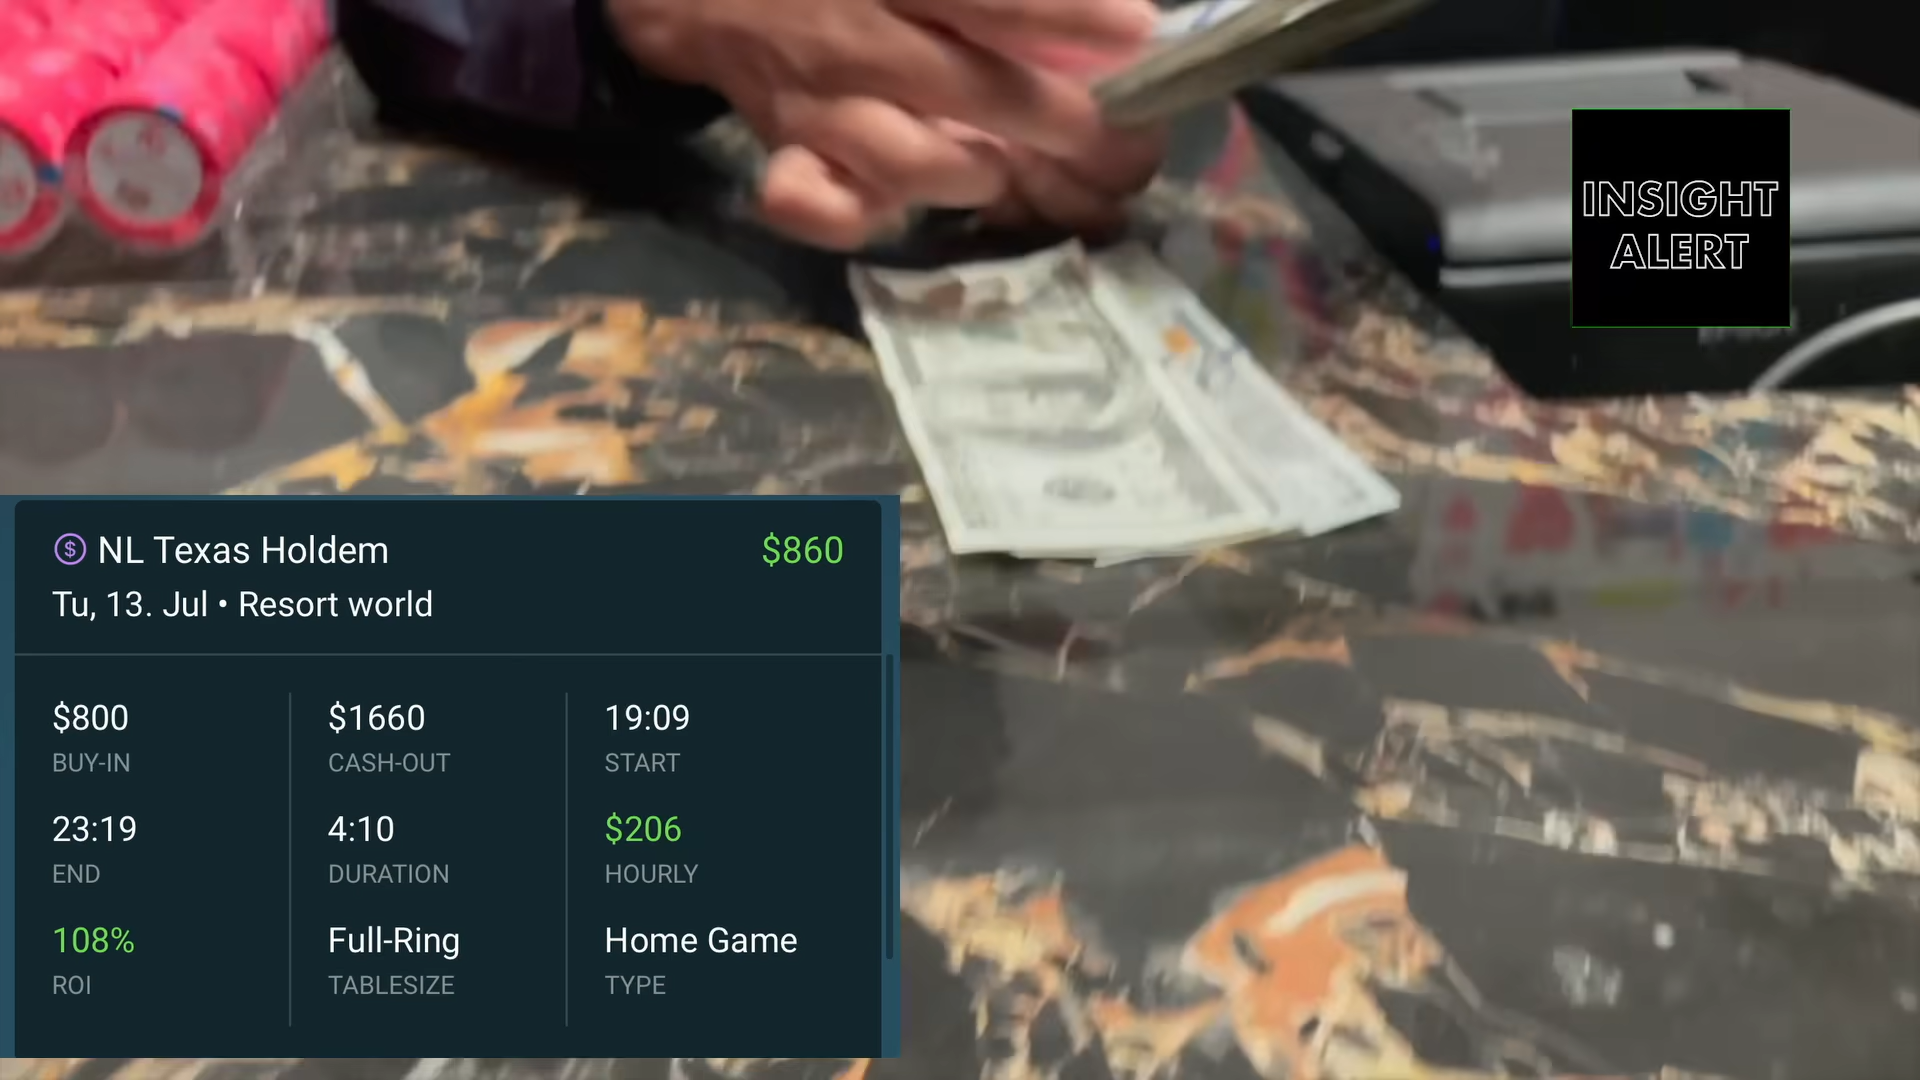 INSIGHT
ALERT
NL Texas Holdem $860
Tu, 13. Jul • Resort world
$800 $1660 19:09
BUY-IN CASH-OUT START
23:19 4:10 $206
END DURATION HOURLY
108% Full-Ring Home Game
ROI TABLESIZE TYPE